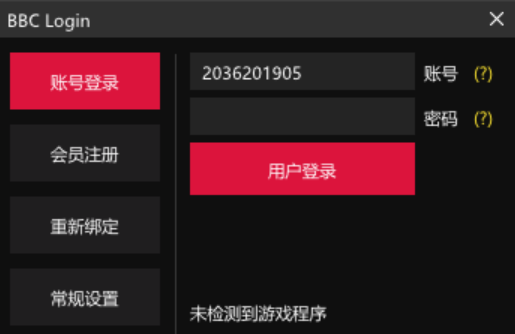 BBC Login
账号登录
会员注册
重新绑定
常规设置
2036201905 账号 (?)
密码 (?)
用户登录
未检测到游戏程序